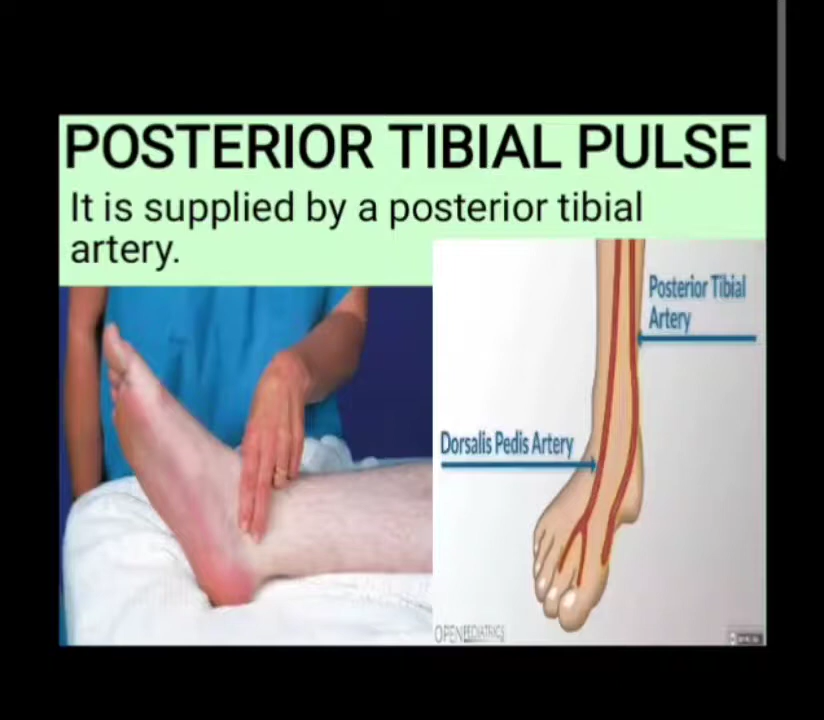 POSTERIOR TIBIAL PULSE
It is supplied by a posterior tibial
artery.
Posterior Tibial
Artery
Dorsalis Pedis Artery
OPENPEDIATRICS